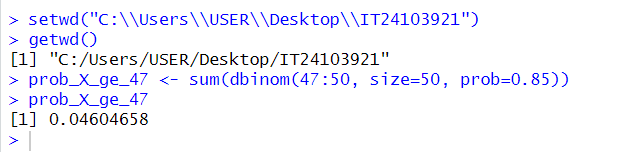 > setwd("C:\\Users\\USER\\Desktop\\IT24103921")
> getwd()
[1] "C:/Users/USER/Desktop/IT24103921"
> prob_X_ge_47 <- sum(dbinom(47:50, size=50, prob=0.85))
> prob_X_ge_47
[1] 0.04604658
>